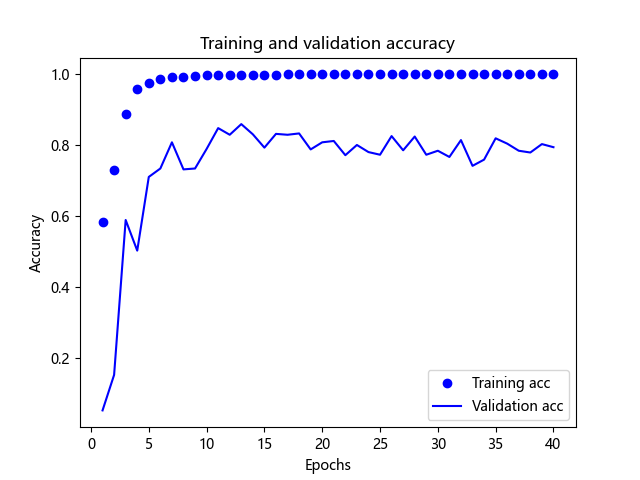 Training and validation accuracy
1.0
0.8
0.6
0.4
0.2
Accuracy
0 5 10 15 20 25 30 35 40
Epochs
Training acc
Validation acc